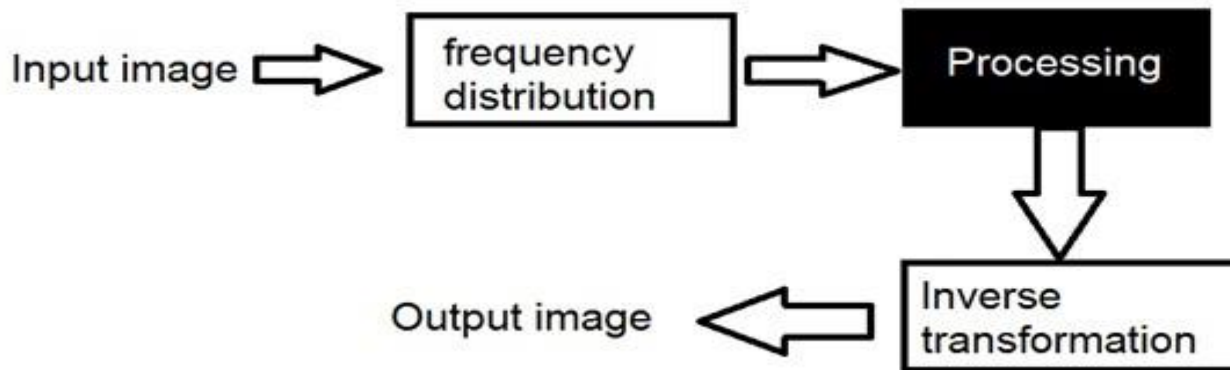 Input image
frequency
distribution
Processing
Inverse
transformation
Output image